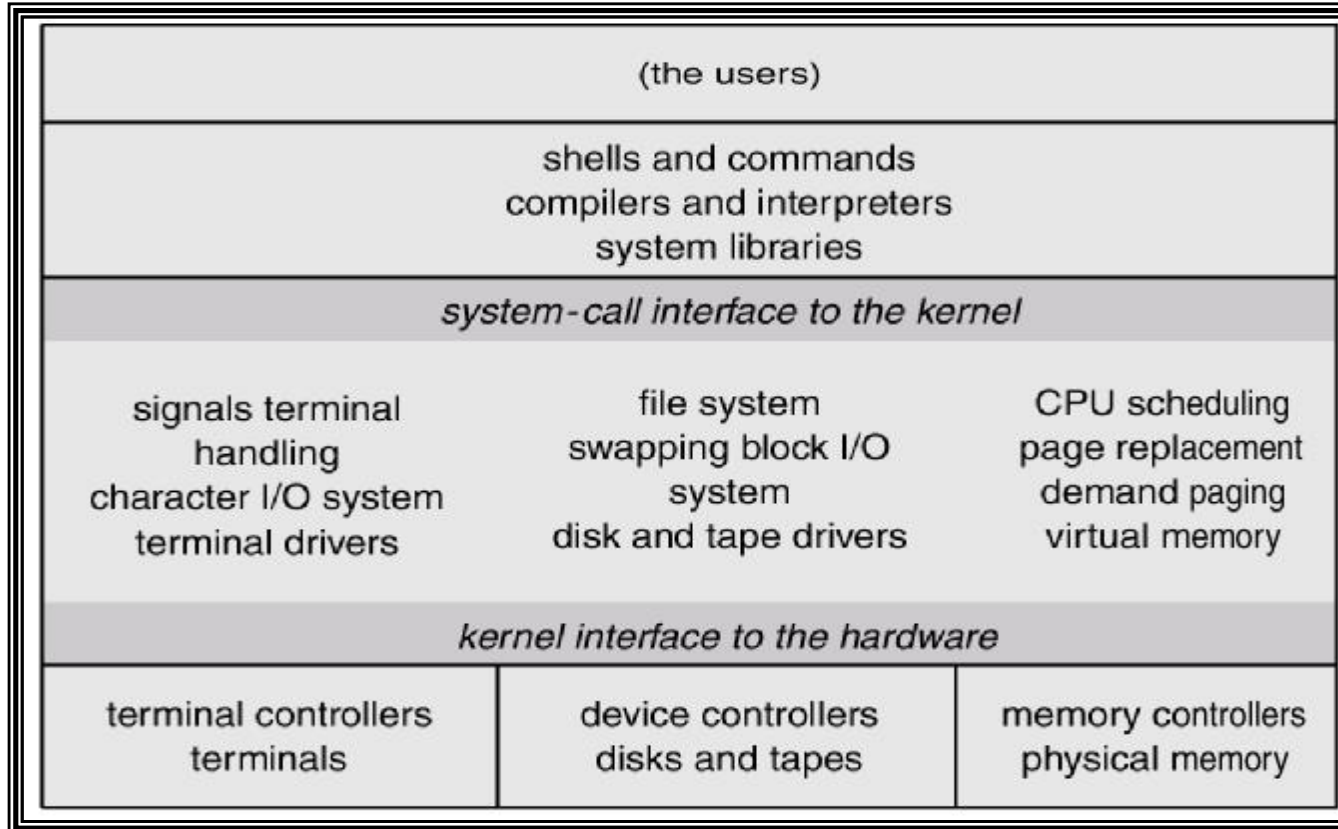 (the users)
shells and commands
compilers and interpreters
system libraries
system-call interface to the kernel
signals terminal
handling
character I/O system
terminal drivers
file system
swapping block I/O
system
disk and tape drivers
CPU scheduling
page replacement
demand paging
virtual memory
kernel interface to the hardware
terminal controllers
terminals
device controllers
disks and tapes
memory controllers
physical memory